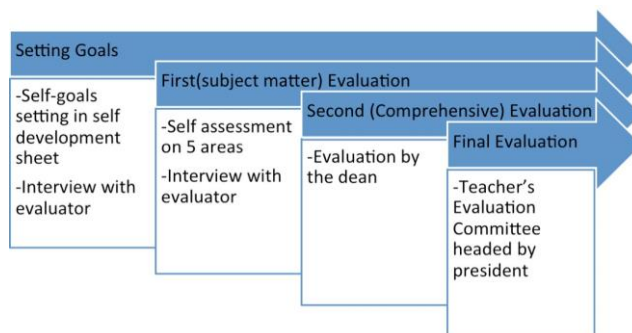 Setting Goals
-Self-goals
setting in self
development
sheet
-Interview with
evaluator
First(subject matter) Evaluation
-Self assessment
on 5 areas
-Interview with
evaluator
Second (Comprehensive) Evaluation
-Evaluation by
the dean
Final Evaluation
-Teacher's
Evaluation
Committee
headed by
president